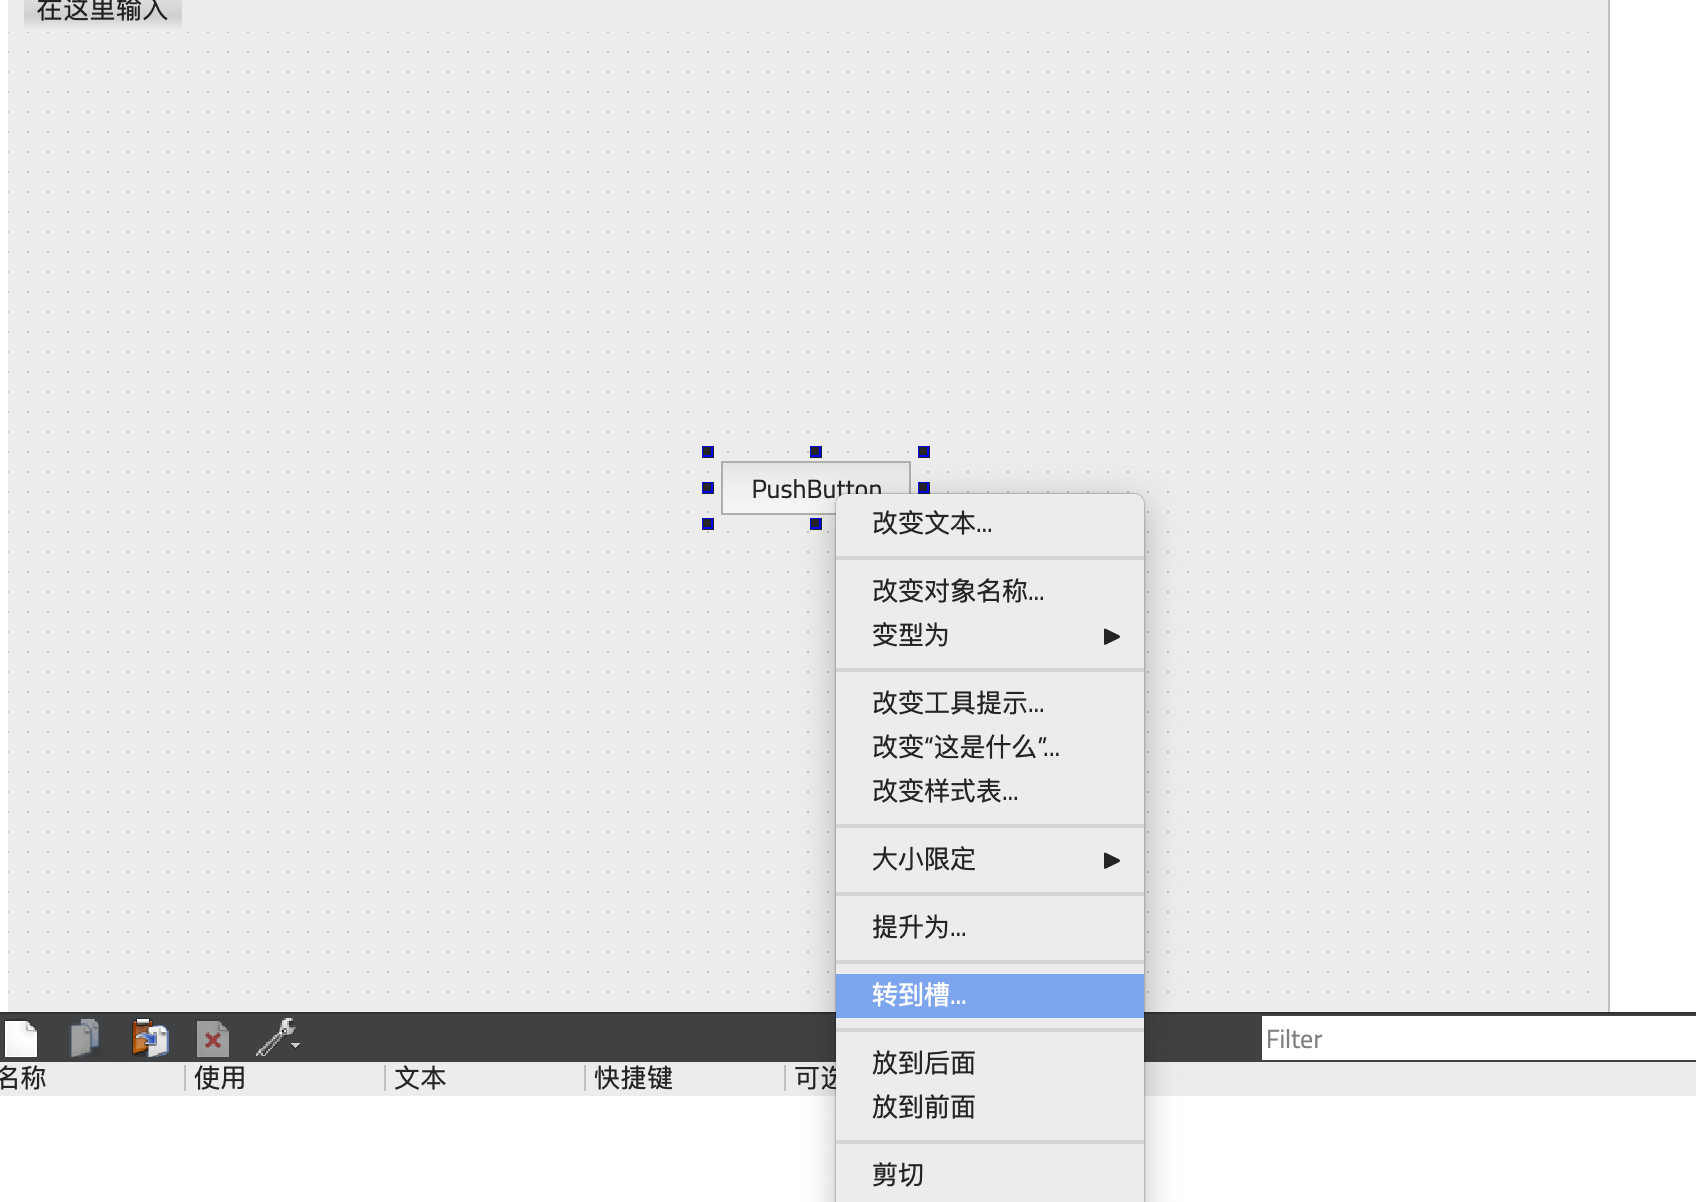 在这里输入
PushButton
改变文本...
改变对象名称...
变型为
改变工具提示...
改变“这是什么”...
改变样式表...
大小限定
提升为...
转到槽...
放到后面
放到前面
剪切
Filter
名称 使用 文本 快捷键 可选